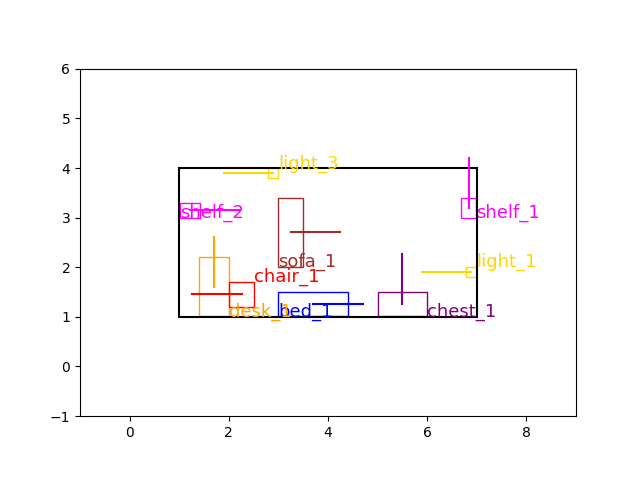 6
5
light_3
4
shelf_2
shelf_1
3
sofa_1
light_1
2
chair_1
desk_1
bed_1
chest_1
1
0
−1
0
2
4
6
8